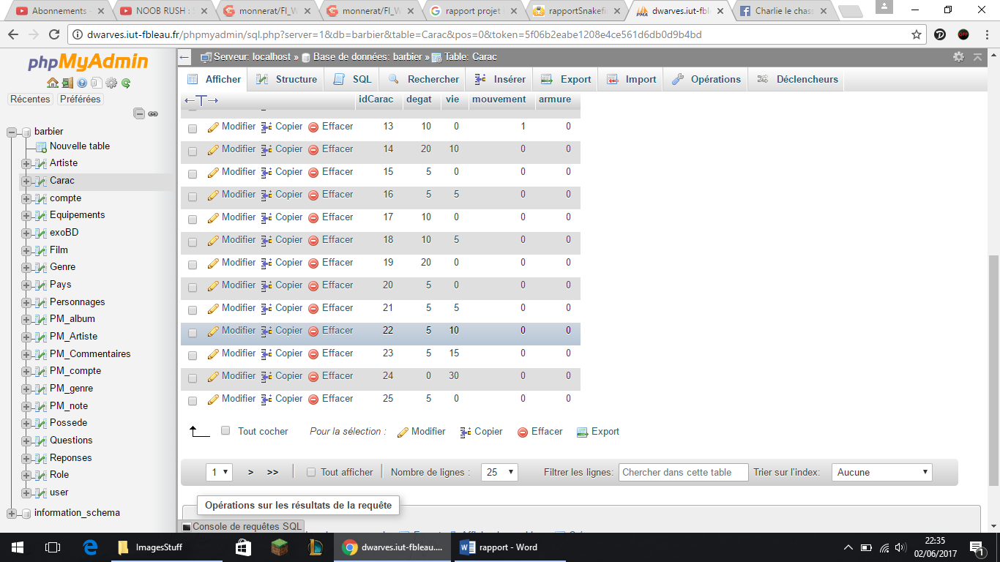 Abonnements -
NOOB RUSH : S
monnerat/FI_W
monnerat/FI_W
rapport projet
rapportSnakefi
dwarves.iut-fbl
Charlie le chass
dwarves.iut-fbleau.fr/phpmyadmin/sql.php?server=1&db=barbier&table=Carac&pos=0&token=5f06b2eabe1208e4ce561d6db0d9b4bd
phpMyAdmin
Récentes Préférées
barbier
Nouvelle table
Artiste
Carac
compte
Equipements
exoBD
Film
Genre
Pays
Personnages
PM_album
PM_Artiste
PM_Commentaires
PM_compte
PM_genre
PM_note
Possede
Questions
Reponses
Role
user
information_schema
Serveur: localhost » Base de données: barbier » Table: Carac
Afficher Structure SQL Rechercher Insérer Export Import Opérations Déclencheurs
idCarac degat vie mouvement armure
Modifier Copier Effacer 13 10 0 1 0
Modifier Copier Effacer 14 20 10 0 0
Modifier Copier Effacer 15 5 0 0 0
Modifier Copier Effacer 16 5 5 0 0
Modifier Copier Effacer 17 10 0 0 0
Modifier Copier Effacer 18 10 5 0 0
Modifier Copier Effacer 19 20 0 0 0
Modifier Copier Effacer 20 5 0 0 0
Modifier Copier Effacer 21 5 5 0 0
Modifier Copier Effacer 22 5 10 0 0
Modifier Copier Effacer 23 5 15 0 0
Modifier Copier Effacer 24 0 30 0 0
Modifier Copier Effacer 25 5 0 0 0
Tout cocher Pour la sélection : Modifier Copier Effacer Export
1 > >> Tout afficher Nombre de lignes : 25 Filtrer les lignes: Chercher dans cette table Trier sur l'index: Aucune
Opérations sur les résultats de la requête
Console de requêtes SQL
ImagesStuff
dwarves.iut-fbleau....
rapport - Word
22:35
02/06/2017
1